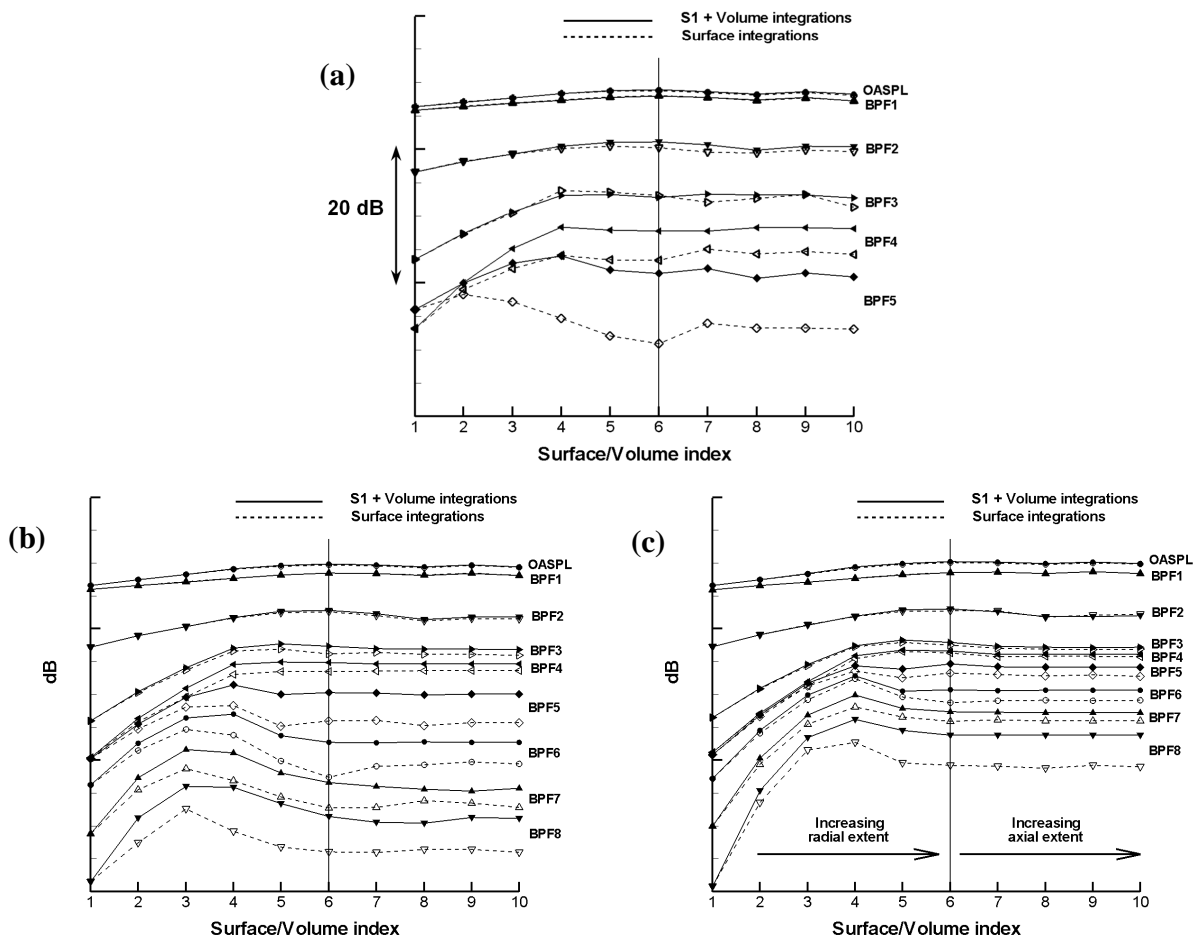 S1 + Volume integrations
Surface integrations
(a)
OASPL
BPF1
BPF2
20 dB
BPF3
BPF4
BPF5
1 2 3 4 5 6 7 8 9 10
Surface/Volume index
S1 + Volume integrations
Surface integrations
(b)
OASPL
BPF1
BPF2
BPF3
BPF4
dB
BPF5
BPF6
BPF7
BPF8
1 2 3 4 5 6 7 8 9 10
Surface/Volume index
S1 + Volume integrations
Surface integrations
(c)
OASPL
BPF1
BPF2
BPF3
BPF4
dB
BPF5
BPF6
BPF7
BPF8
Increasing
radial extent
Increasing
axial extent
1 2 3 4 5 6 7 8 9 10
Surface/Volume index